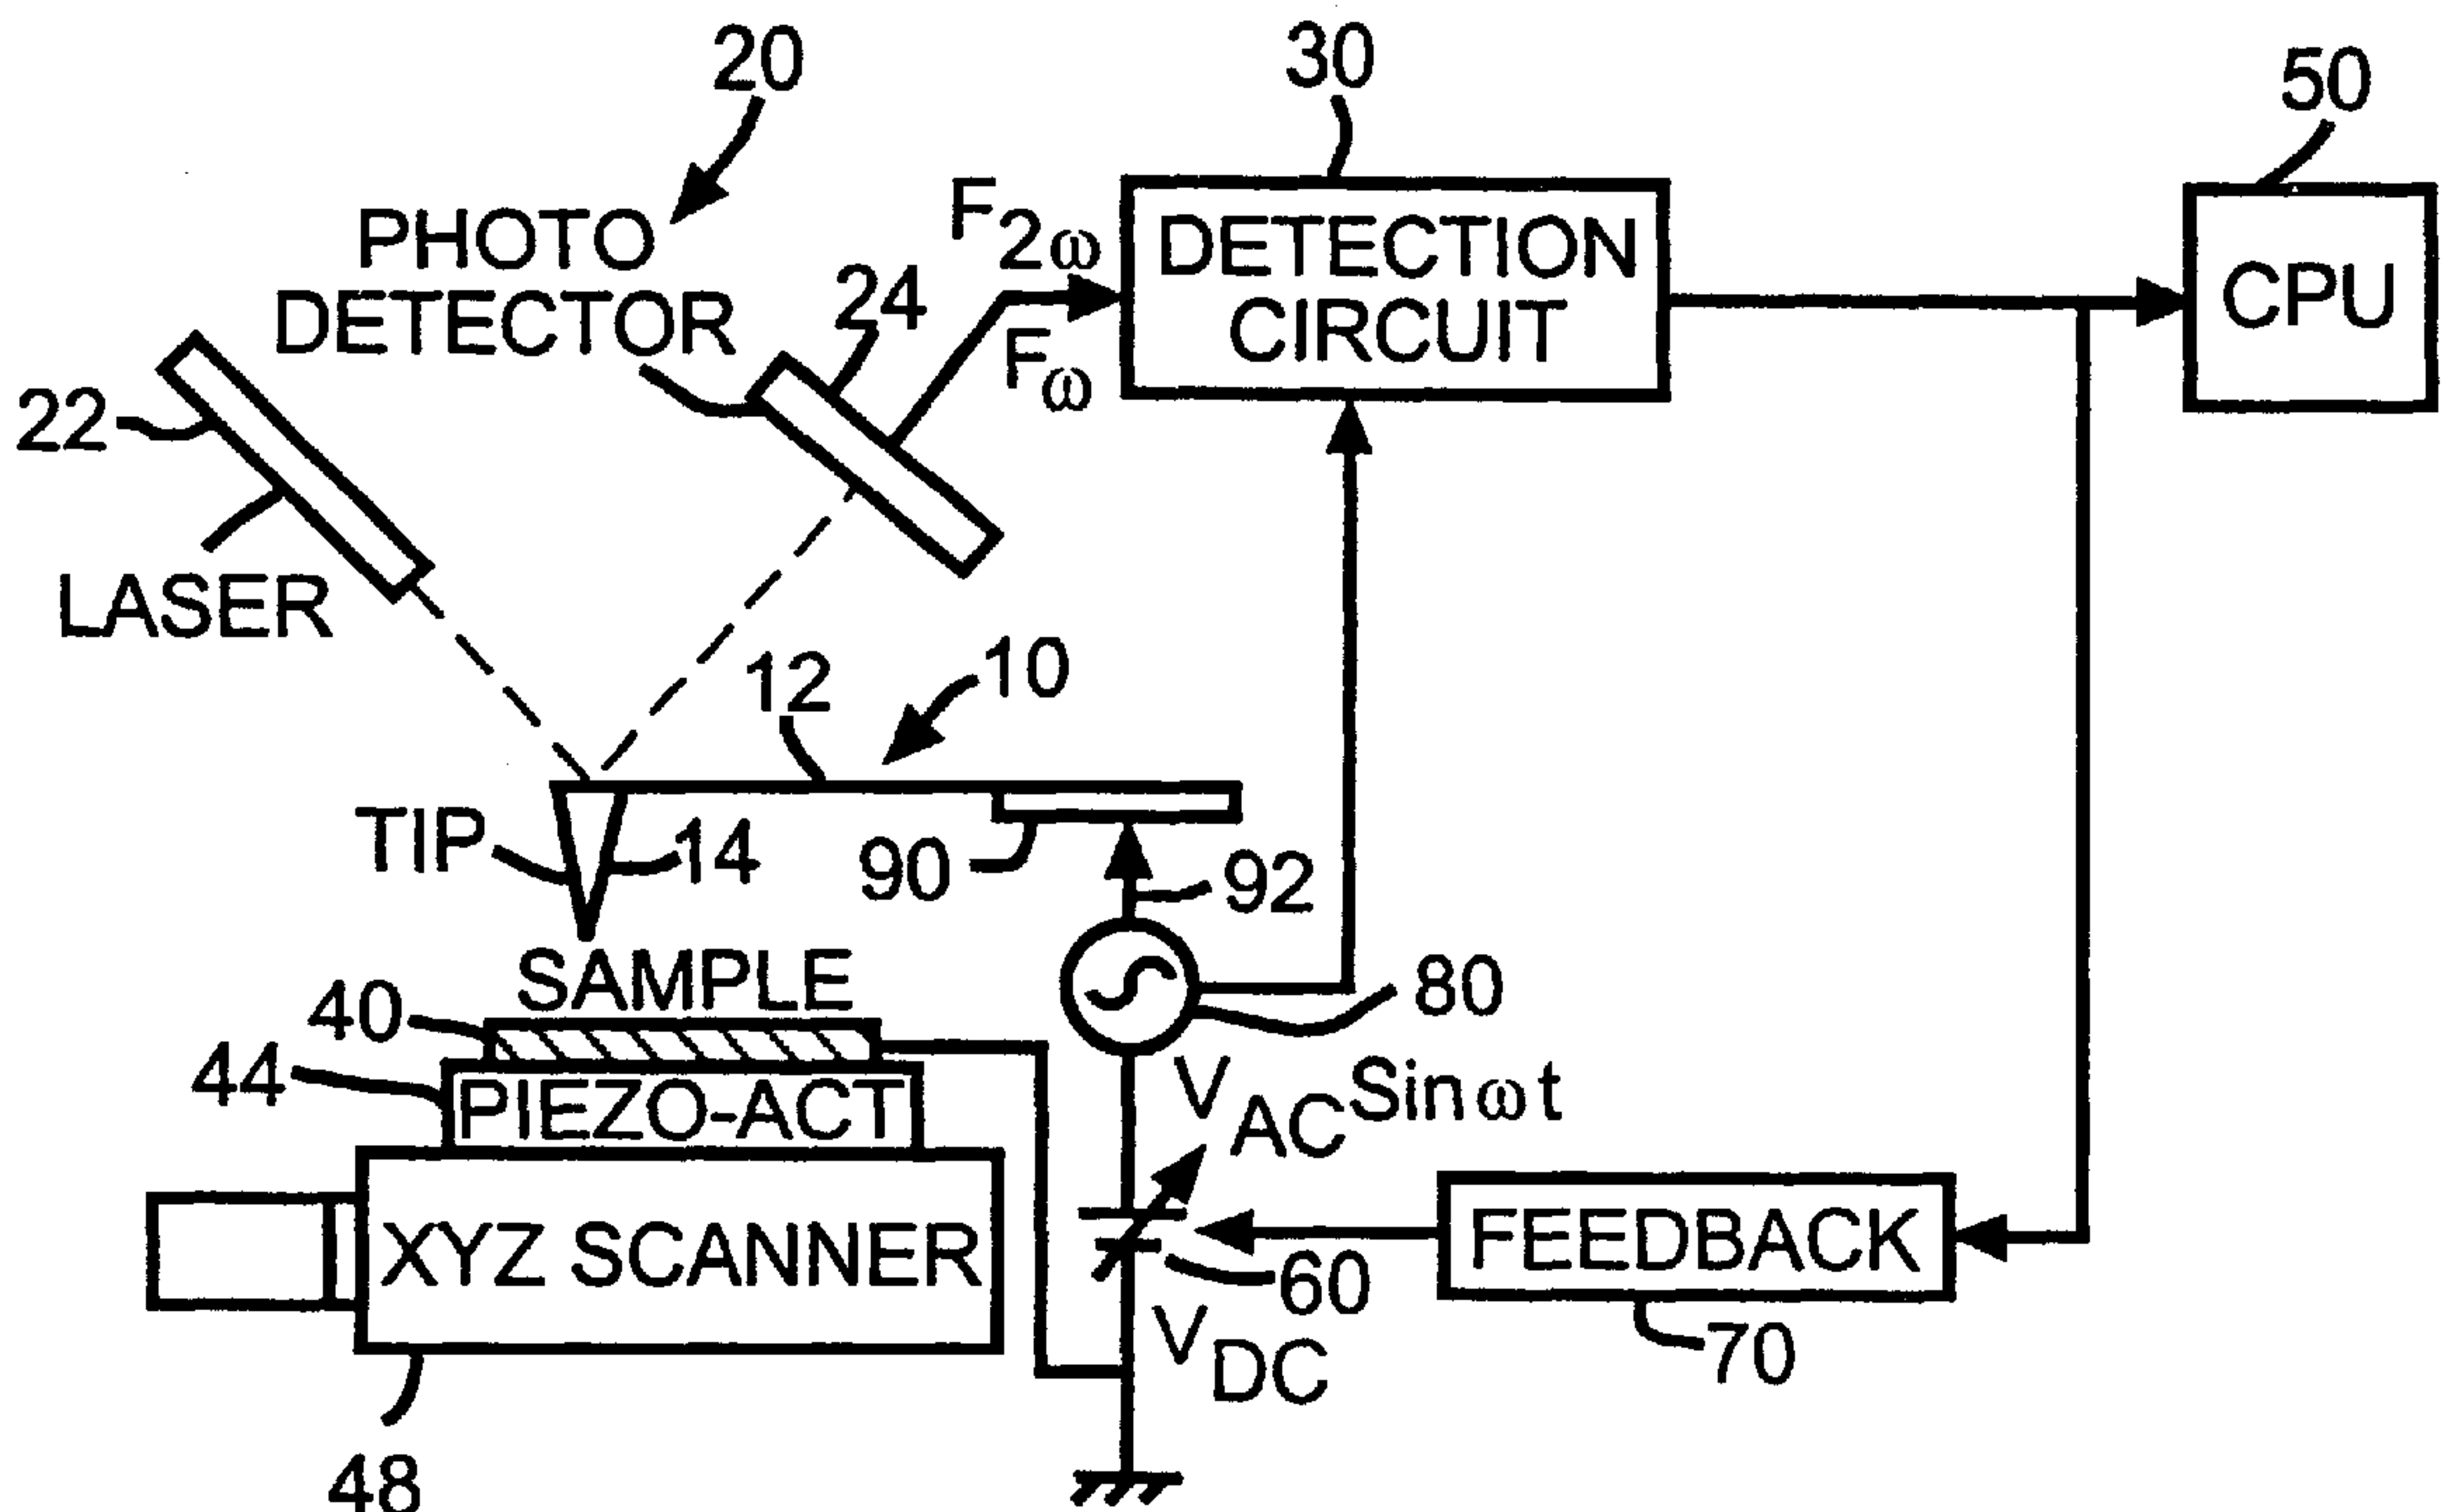 20
30
50
PHOTO
DETECTOR
24
F2ω
Fω
DETECTION
CIRCUIT
CPU
22
LASER
12
10
TIP
14
90
92
SAMPLE
40
80
44
PIEZO-ACT
VACSinωt
XYZ SCANNER
FEEDBACK
60
VDC
70
48